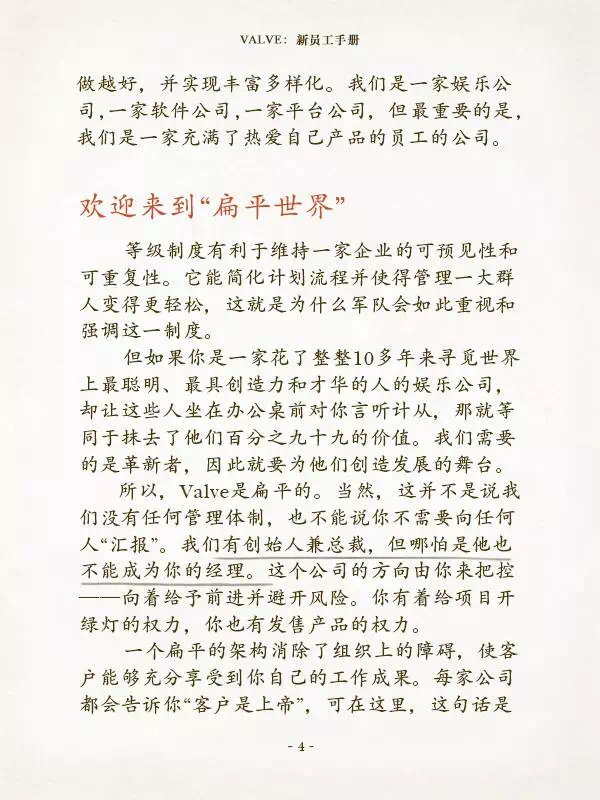 VALVE：新员工手册
做越好，并实现丰富多样化。我们是一家娱乐公
司,一家软件公司,一家平台公司，但最重要的是，
我们是一家充满了热爱自己产品的员工的公司。
欢迎来到“扁平世界”
等级制度有利于维持一家企业的可预见性和
可重复性。它能简化计划流程并使得管理一大群
人变得更轻松，这就是为什么军队会如此重视和
强调这一制度。
但如果你是一家花了整整10多年来寻觅世界
上最聪明、最具创造力和才华的人的娱乐公司，
却让这些人坐在办公桌前对你言听计从，那就等
同于抹去了他们百分之九十九的价值。我们需要
的是革新者，因此就要为他们创造发展的舞台。
所以，Valve是扁平的。当然，这并不是说我
们没有任何管理体制，也不能说你不需要向任何
人“汇报”。我们有创始人兼总裁，但哪怕是他也
不能成为你的经理。这个公司的方向由你来把控
——向着给予前进并避开风险。你有着给项目开
绿灯的权力，你也有发售产品的权力。
一个扁平的架构消除了组织上的障碍，使客
户能够充分享受到你自己的工作成果。每家公司
都会告诉你“客户是上帝”，可在这里，这句话是
- 4 -